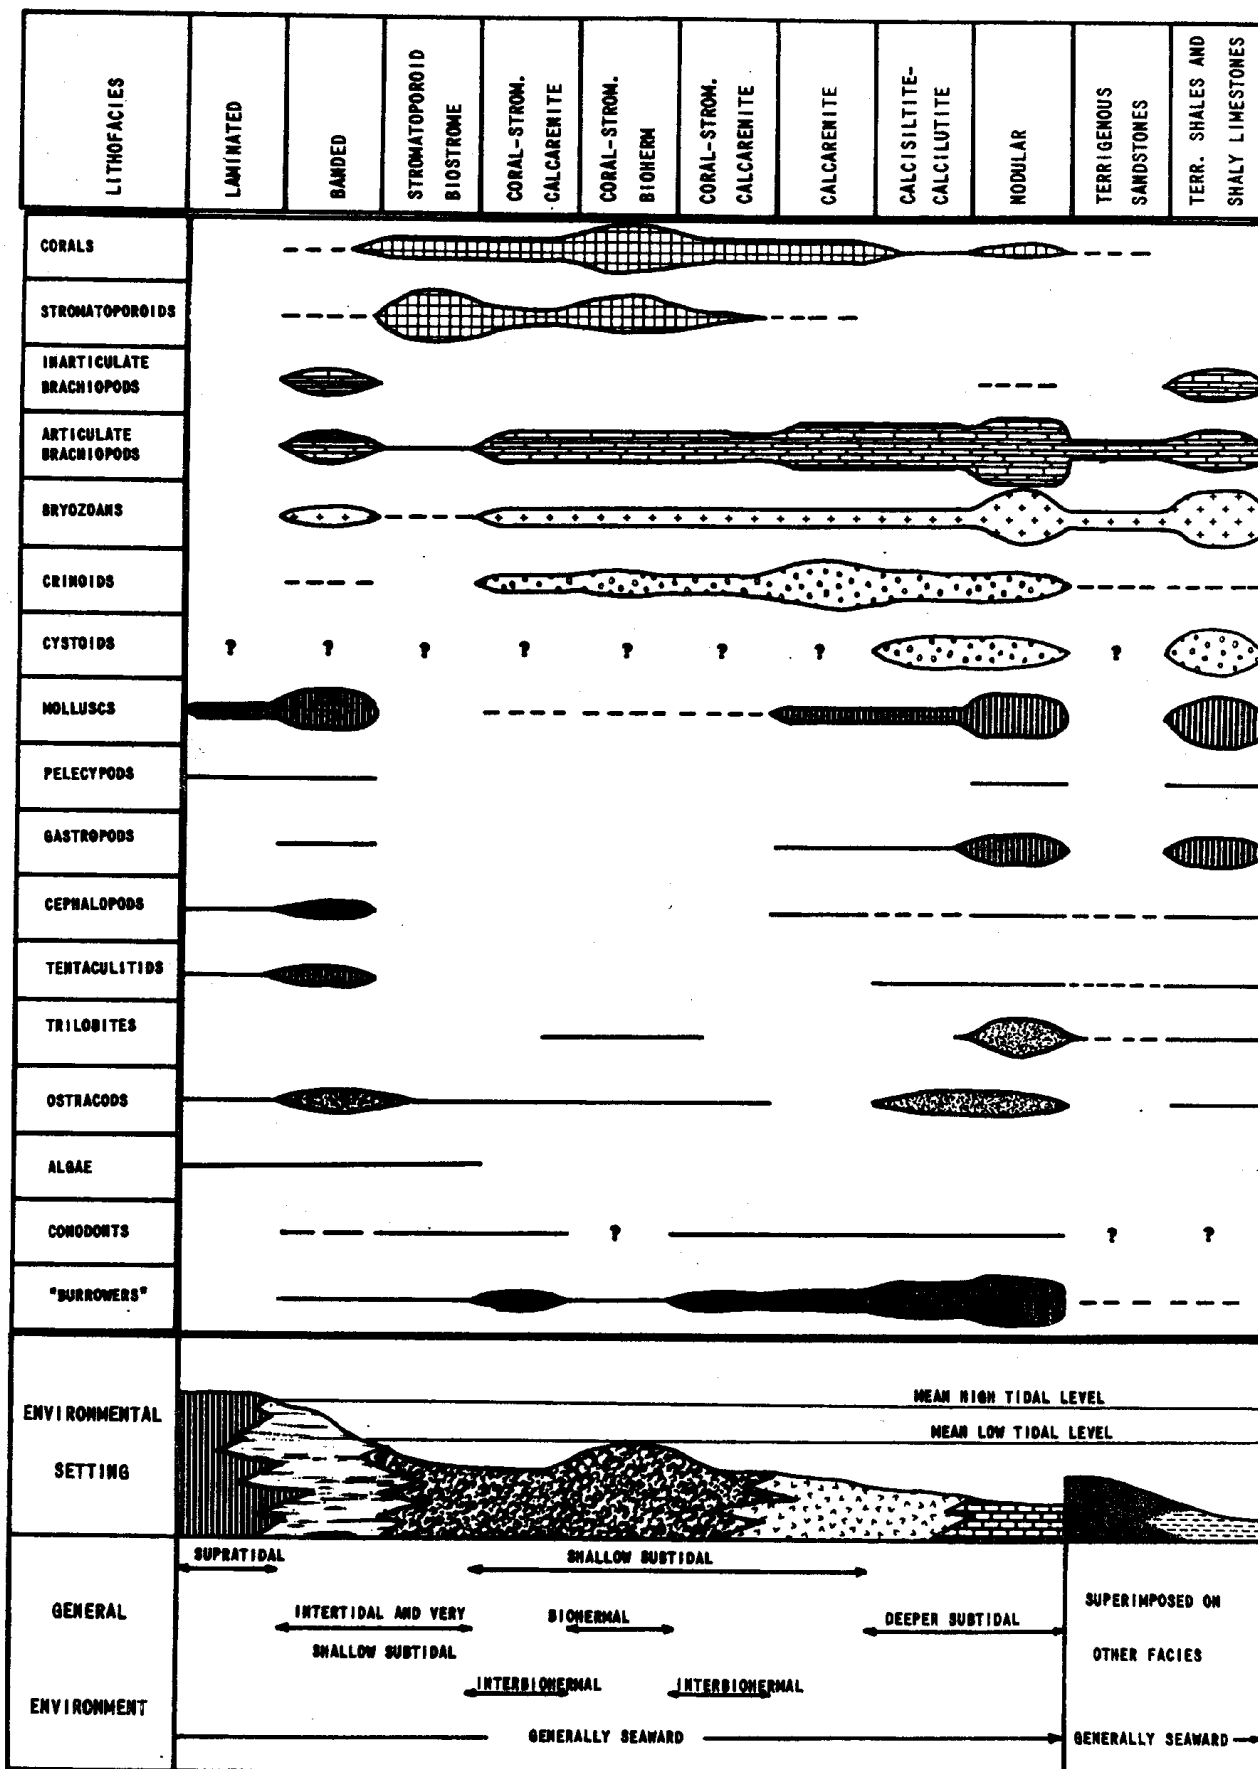 LITHOFACIES
LAMINATED
BANDED
STROMATOPOROID
BIOSTROME
CORAL-STROM.
CALCARENITE
CORAL-STROM.
BIOHERM
CORAL-STROM.
CALCARENITE
CALCARENITE
CALCISILTITE-
CALCILUTITE
NODULAR
TERRIGENOUS
SANDSTONES
TERR. SHALES AND
SHALY LIMESTONES
CORALS
STROMATOPOROIDS
INARTICULATE
BRACHIOPODS
ARTICULATE
BRACHIOPODS
BRYOZOANS
CRINOIDS
CYSTOIDS ? ? ? ? ? ? ? ?
MOLLUSCS
PELECYPODS
GASTROPODS
CEPHALOPODS
TENTACULITIDS
TRILOBITES
OSTRACODS
ALGAE
CONODONTS ? ? ?
"BURROWERS"
ENVIRONMENTAL
SETTING
MEAN HIGH TIDAL LEVEL
MEAN LOW TIDAL LEVEL
GENERAL
ENVIRONMENT
SUPRATIDAL
SHALLOW SUBTIDAL
INTERTIDAL AND VERY
SHALLOW SUBTIDAL
BIOHERMAL
DEEPER SUBTIDAL
INTERBIOHERMAL
INTERBIOHERMAL
GENERALLY SEAWARD
SUPERIMPOSED ON
OTHER FACIES
GENERALLY SEAWARD